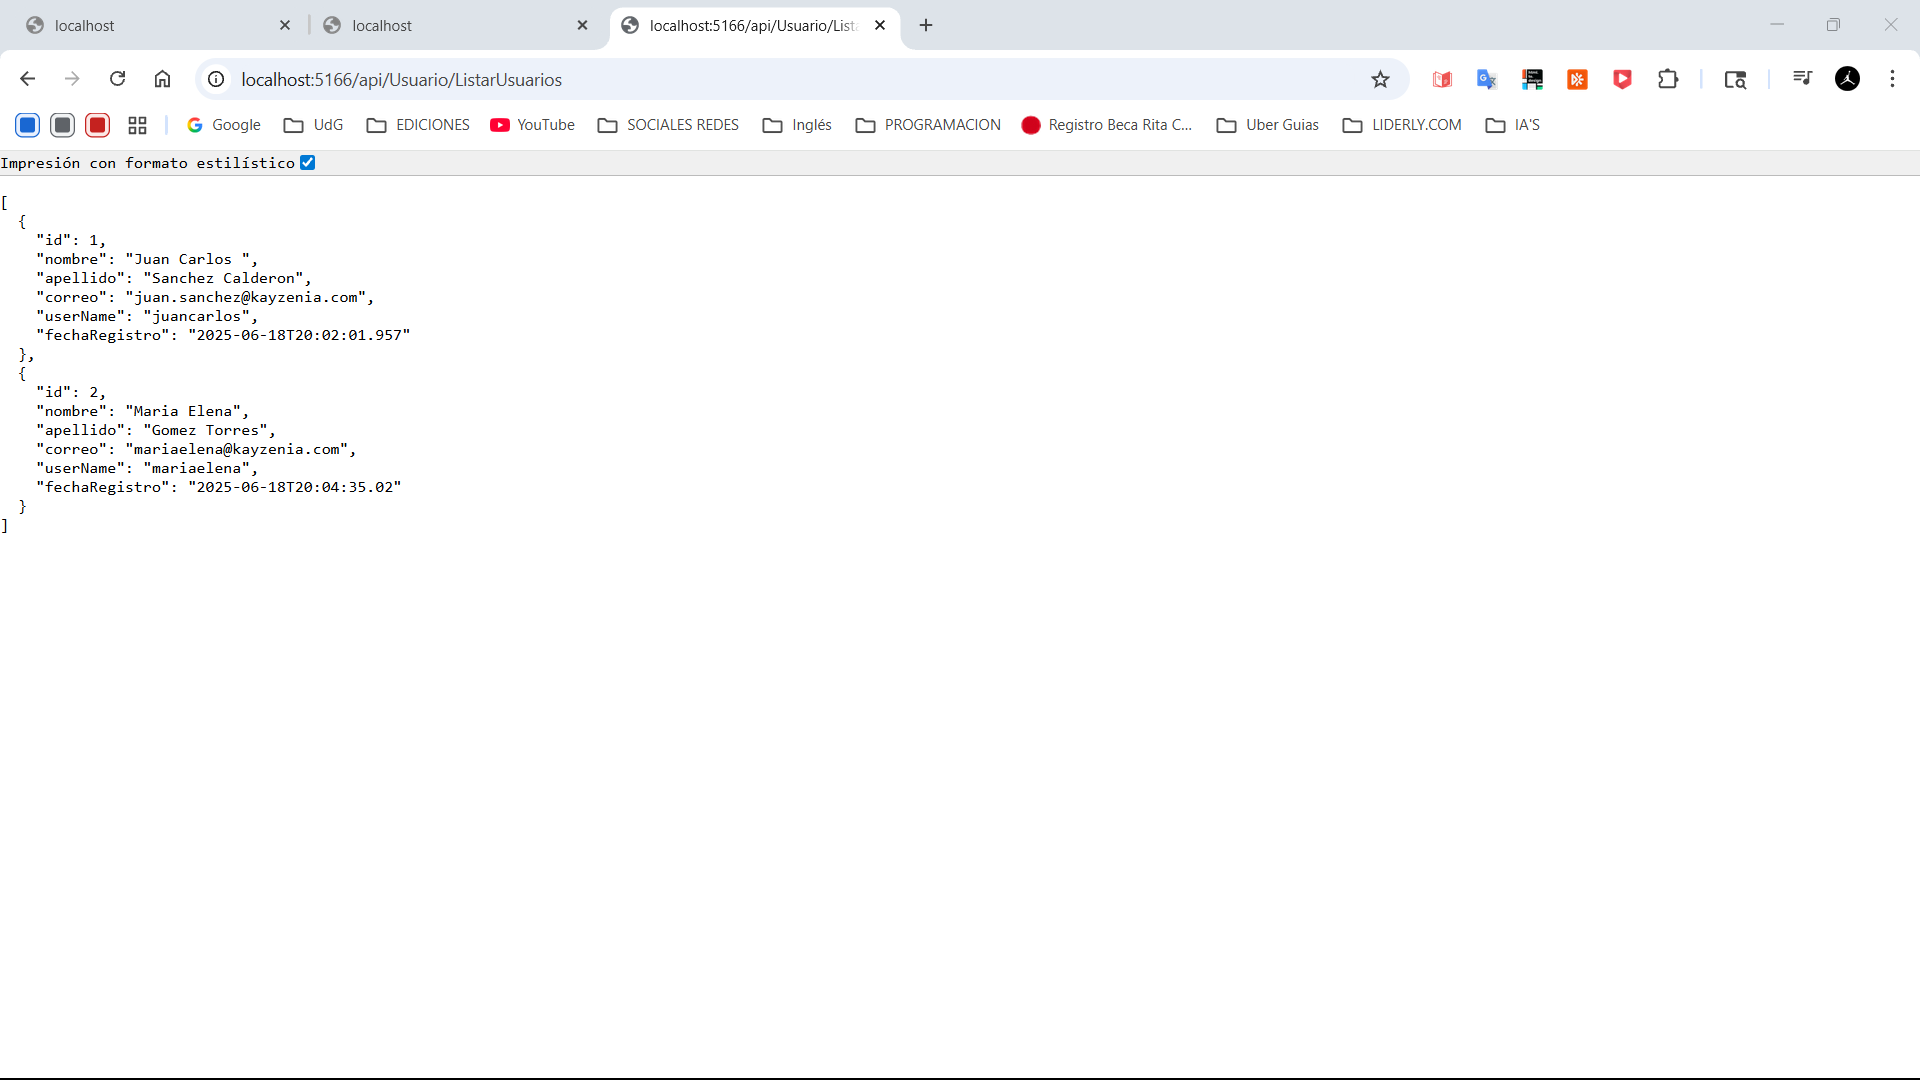 localhost
localhost
localhost:5166/api/Usuario/List
localhost:5166/api/Usuario/ListarUsuarios
Google
UdG
EDICIONES
YouTube
SOCIALES REDES
Inglés
PROGRAMACION
Registro Beca Rita C...
Uber Guias
LIDERLY.COM
IA'S
Impresión con formato estilístico
[
  {
    "id": 1,
    "nombre": "Juan Carlos ",
    "apellido": "Sanchez Calderon",
    "correo": "juan.sanchez@kayzenia.com",
    "userName": "juancarlos",
    "fechaRegistro": "2025-06-18T20:02:01.957"
  },
  {
    "id": 2,
    "nombre": "Maria Elena",
    "apellido": "Gomez Torres",
    "correo": "mariaelena@kayzenia.com",
    "userName": "mariaelena",
    "fechaRegistro": "2025-06-18T20:04:35.02"
  }
]